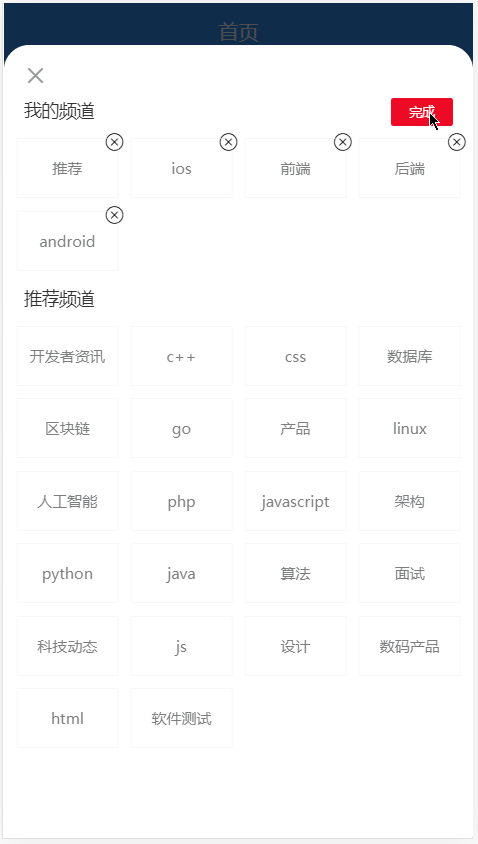 首页
我的频道 完成
推荐 ios 前端 后端
android
推荐频道
开发者资讯 c++ css 数据库
区块链 go 产品 linux
人工智能 php javascript 架构
python java 算法 面试
科技动态 js 设计 数码产品
html 软件测试